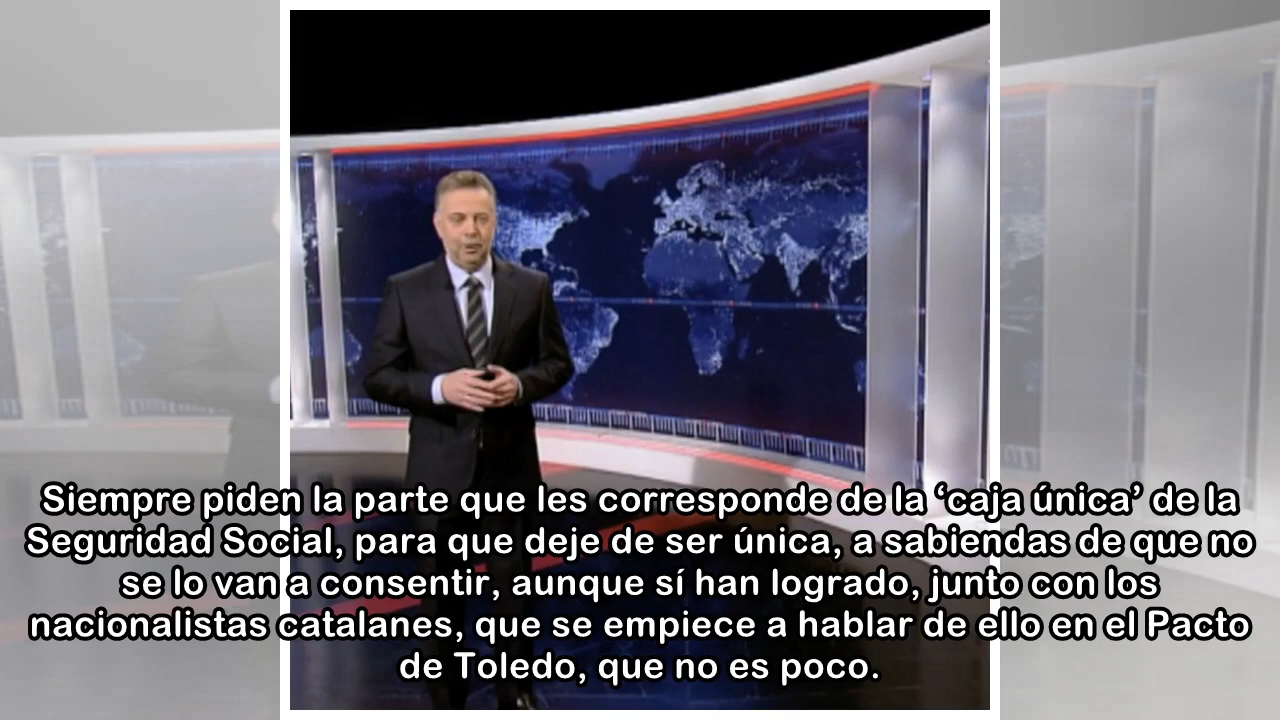 Siempre piden la parte que les corresponde de la ‘caja única’ de la
Seguridad Social, para que deje de ser única, a sabiendas de que no
se lo van a consentir, aunque sí han logrado, junto con los
nacionalistas catalanes, que se empiece a hablar de ello en el Pacto
de Toledo, que no es poco.